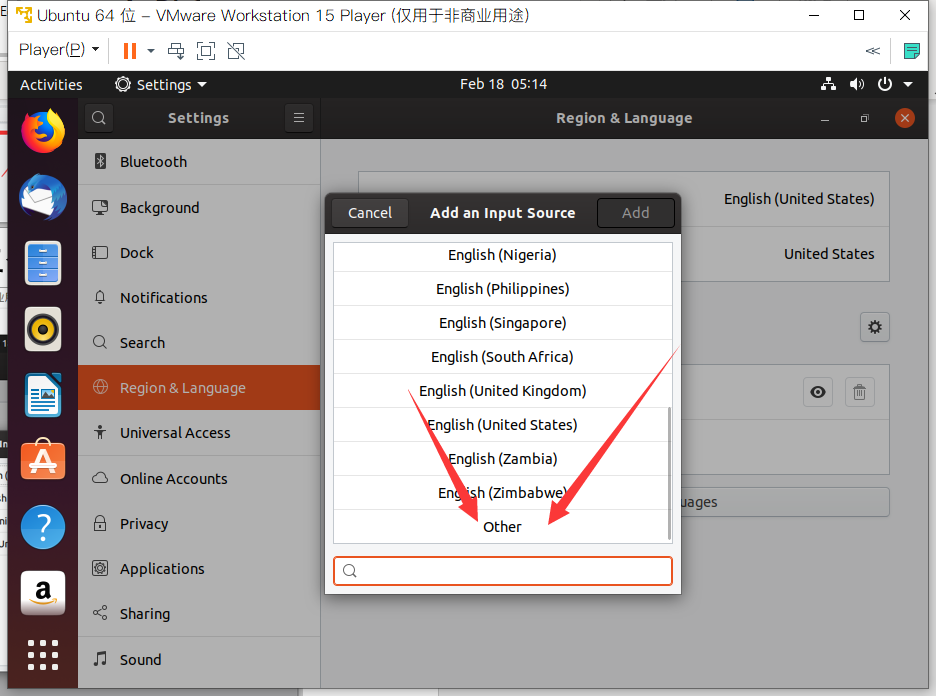 Ubuntu 64 位 – VMware Workstation 15 Player (仅用于非商业用途)
Player(P)
Activities
Settings
Feb 18 05:14
Settings
Region & Language
Bluetooth
Background
Dock
Notifications
Search
Region & Language
Universal Access
Online Accounts
Privacy
Applications
Sharing
Sound
English (United States)
United States
Cancel
Add an Input Source
Add
English (Nigeria)
English (Philippines)
English (Singapore)
English (South Africa)
English (United Kingdom)
English (United States)
English (Zambia)
English (Zimbabwe)
Other
uages